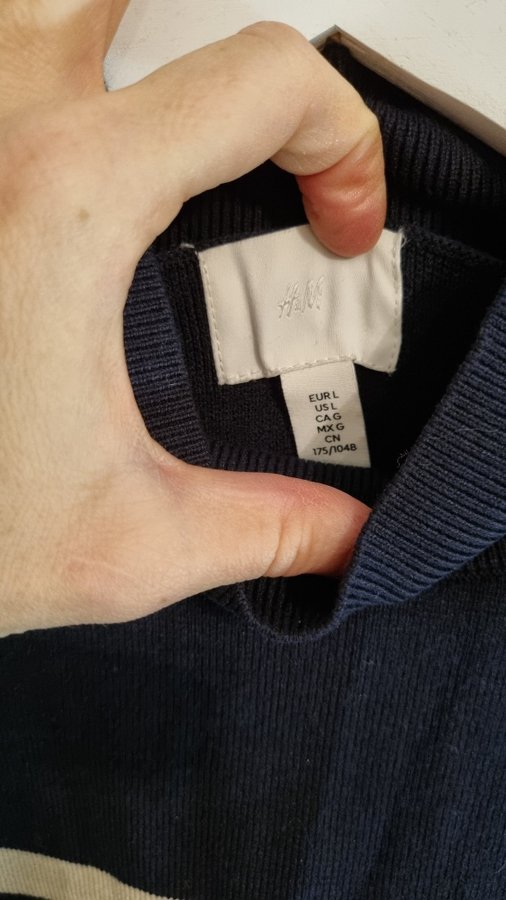 H&M
EUR L
US L
CA G
MX G
CN
175/104B